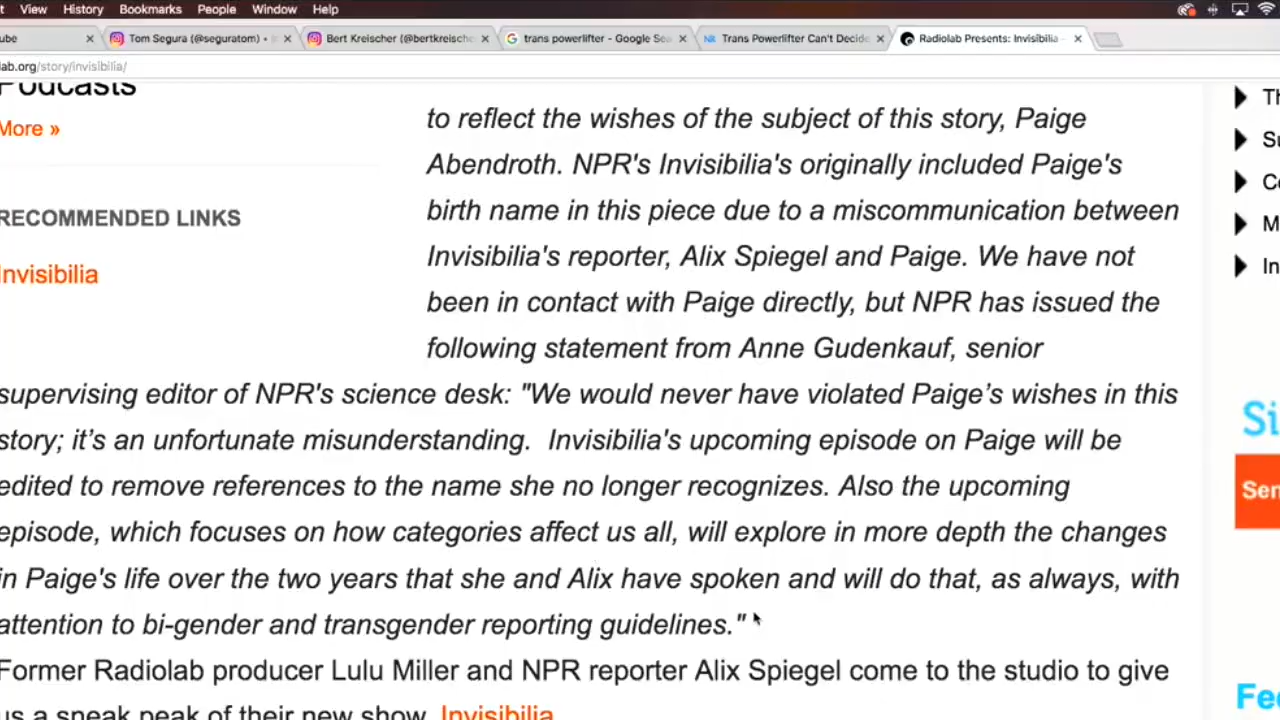 View History Bookmarks People Window Help
Tom Segura (@seguratom) • Bert Kreischer (@bertkreische trans powerlifter - Google Sea Trans Powerlifter Can't Decide Radiolab Presents: Invisibilia -
lab.org/story/invisibilia/
Podcasts
More »
RECOMMENDED LINKS
Invisibilia
to reflect the wishes of the subject of this story, Paige
Abendroth. NPR's Invisibilia's originally included Paige's
birth name in this piece due to a miscommunication between
Invisibilia's reporter, Alix Spiegel and Paige. We have not
been in contact with Paige directly, but NPR has issued the
following statement from Anne Gudenkauf, senior
supervising editor of NPR's science desk: "We would never have violated Paige’s wishes in this
story; it’s an unfortunate misunderstanding. Invisibilia's upcoming episode on Paige will be
edited to remove references to the name she no longer recognizes. Also the upcoming
episode, which focuses on how categories affect us all, will explore in more depth the changes
in Paige's life over the two years that she and Alix have spoken and will do that, as always, with
attention to bi-gender and transgender reporting guidelines."
Former Radiolab producer Lulu Miller and NPR reporter Alix Spiegel come to the studio to give
us a sneak peak of their new show, Invisibilia